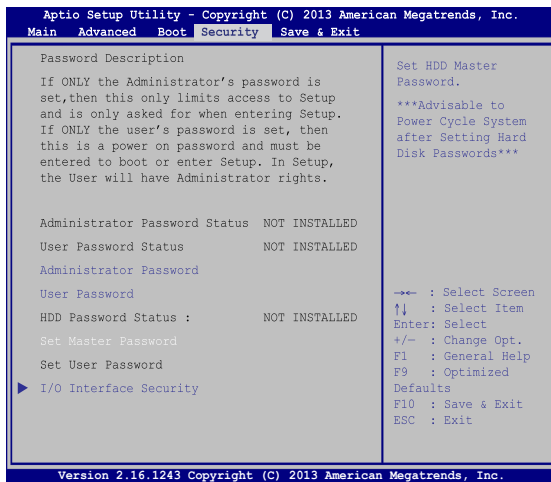 Aptio Setup Utility - Copyright (C) 2013 American Megatrends, Inc.
Main Advanced Boot Security Save & Exit
Password Description
If ONLY the Administrator's password is
set,then this only limits access to Setup
and is only asked for when entering Setup.
If ONLY the user's password is set, then
this is a power on password and must be
entered to boot or enter Setup. In Setup,
the User will have Administrator rights.
Administrator Password Status NOT INSTALLED
User Password Status NOT INSTALLED
Administrator Password
User Password
HDD Password Status : NOT INSTALLED
Set Master Password
Set User Password
▶ I/O Interface Security
Set HDD Master
Password.
***Advisable to
Power Cycle System
after Setting Hard
Disk Passwords***
→← : Select Screen
↑↓ : Select Item
Enter: Select
+/— : Change Opt.
F1 : General Help
F9 : Optimized
Defaults
F10 : Save & Exit
ESC : Exit
Version 2.16.1243 Copyright (C) 2013 American Megatrends, Inc.